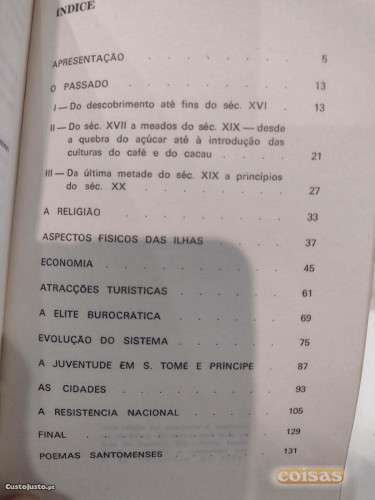 ÍNDICE
APRESENTAÇÃO . . . . . . . 5
O PASSADO . . . . . . . . 13
I — Do descobrimento até fins do séc. XVI . 13
II — Do séc. XVII a meados do séc. XIX — desde
a quebra do açúcar até à introdução das
culturas do café e do cacau . . . . 21
III — Da última metade do séc. XIX a princípios
do séc. XX . . . . . . . . 27
A RELIGIÃO . . . . . . . . 33
ASPECTOS FÍSICOS DAS ILHAS . . . . 37
ECONOMIA . . . . . . . . 45
ATRACÇÕES TURÍSTICAS . . . . . 61
A ELITE BUROCRÁTICA . . . . . 69
EVOLUÇÃO DO SISTEMA . . . . . 75
A JUVENTUDE EM S. TOMÉ E PRÍNCIPE . . 87
AS CIDADES . . . . . . . . 93
A RESISTÊNCIA NACIONAL . . . . . 105
FINAL . . . . . . . . . 129
POEMAS SANTOMENSES . . . . . 131
CustoJusto.pt
coisas